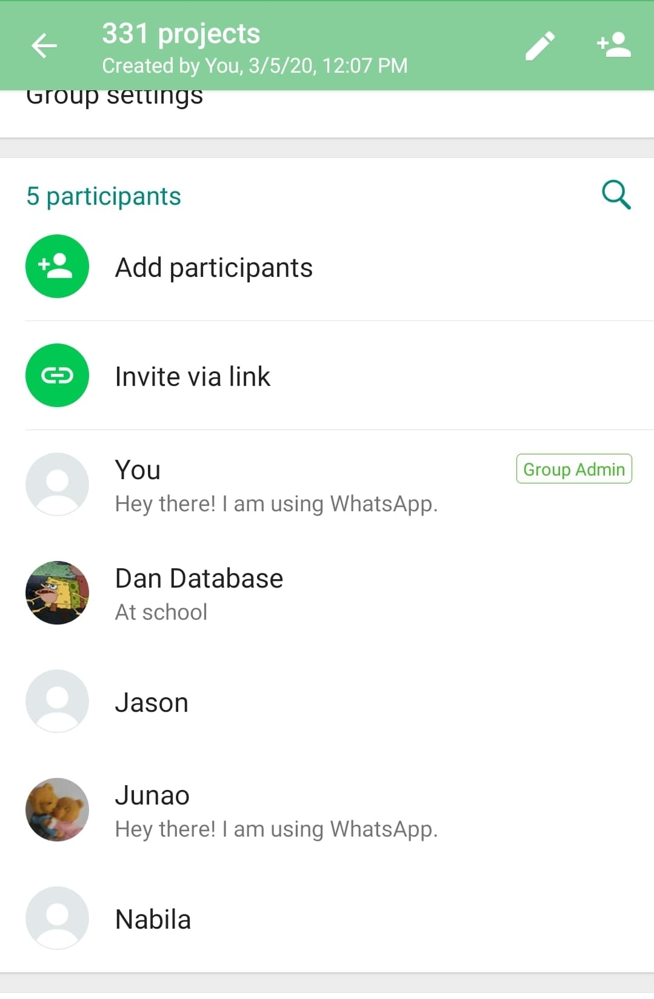 331 projects
Created by You, 3/5/20, 12:07 PM
Group settings
5 participants
Add participants
Invite via link
You
Group Admin
Hey there! I am using WhatsApp.
Dan Database
At school
Jason
Junao
Hey there! I am using WhatsApp.
Nabila